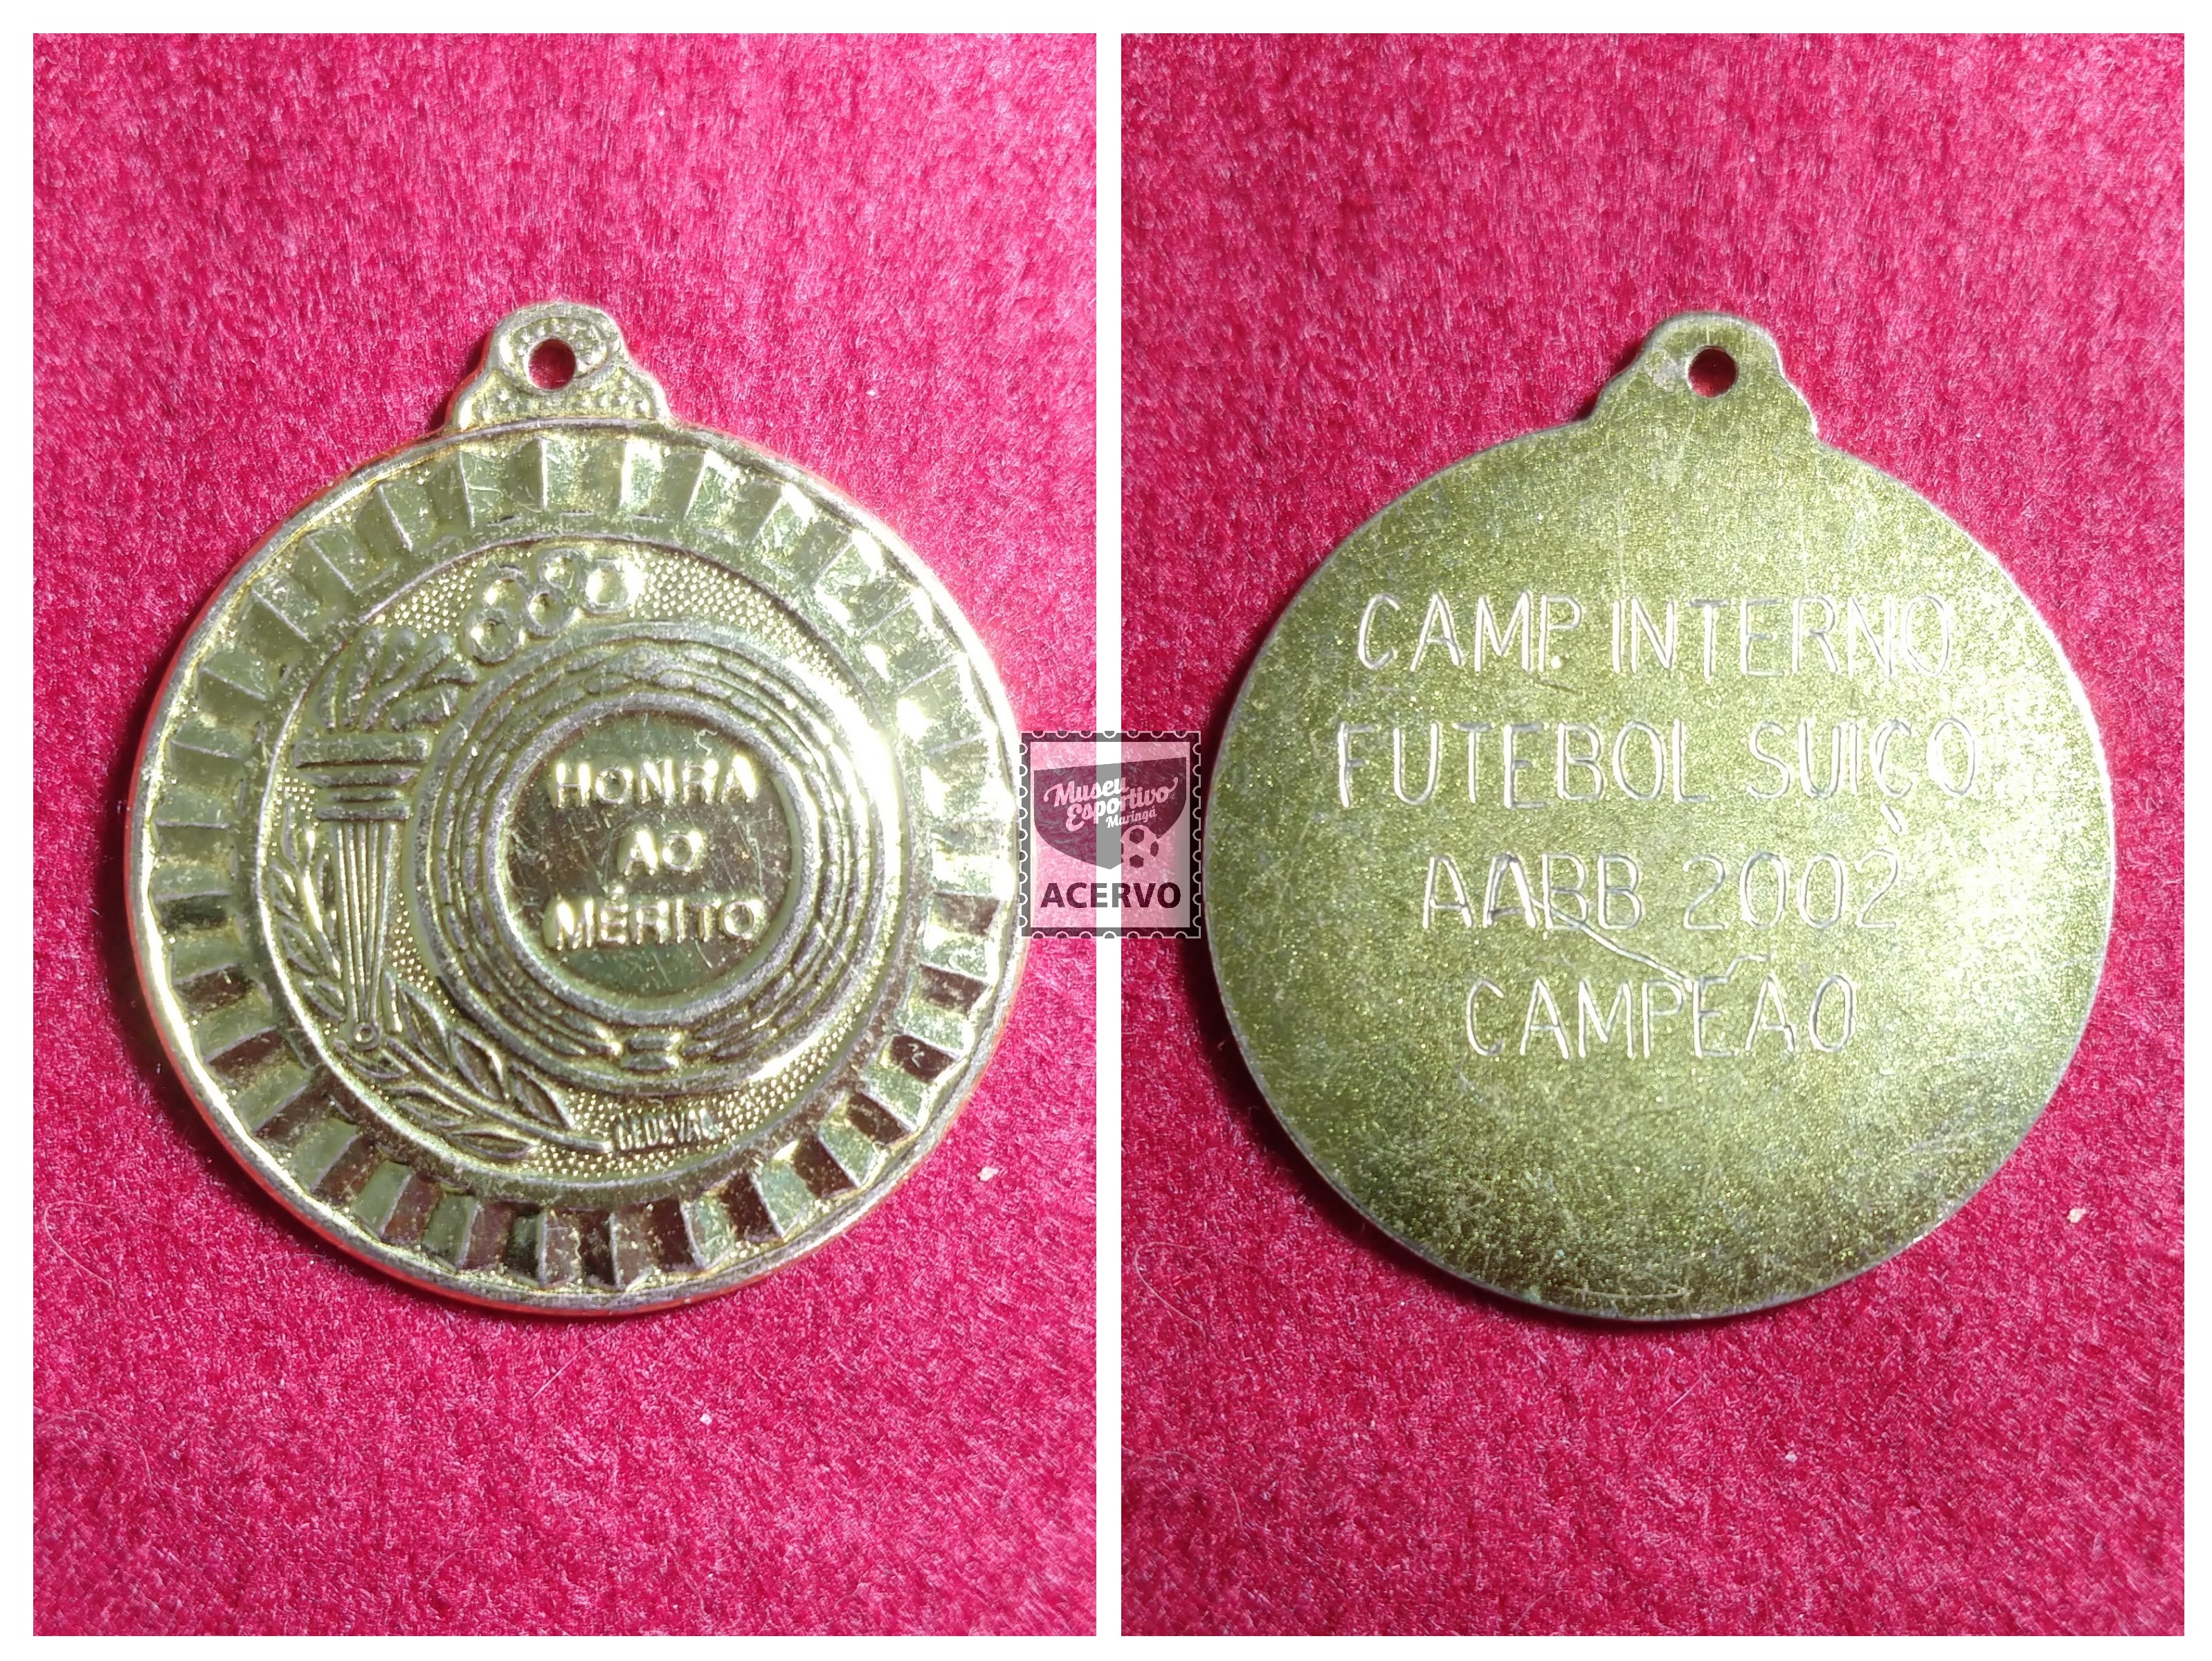 HONRA
AO
MÉRITO
Museu
Esportivo
Maringá
ACERVO
CAMP. INTERNO
FUTEBOL SUIÇO
AABB 2002
CAMPEÃO